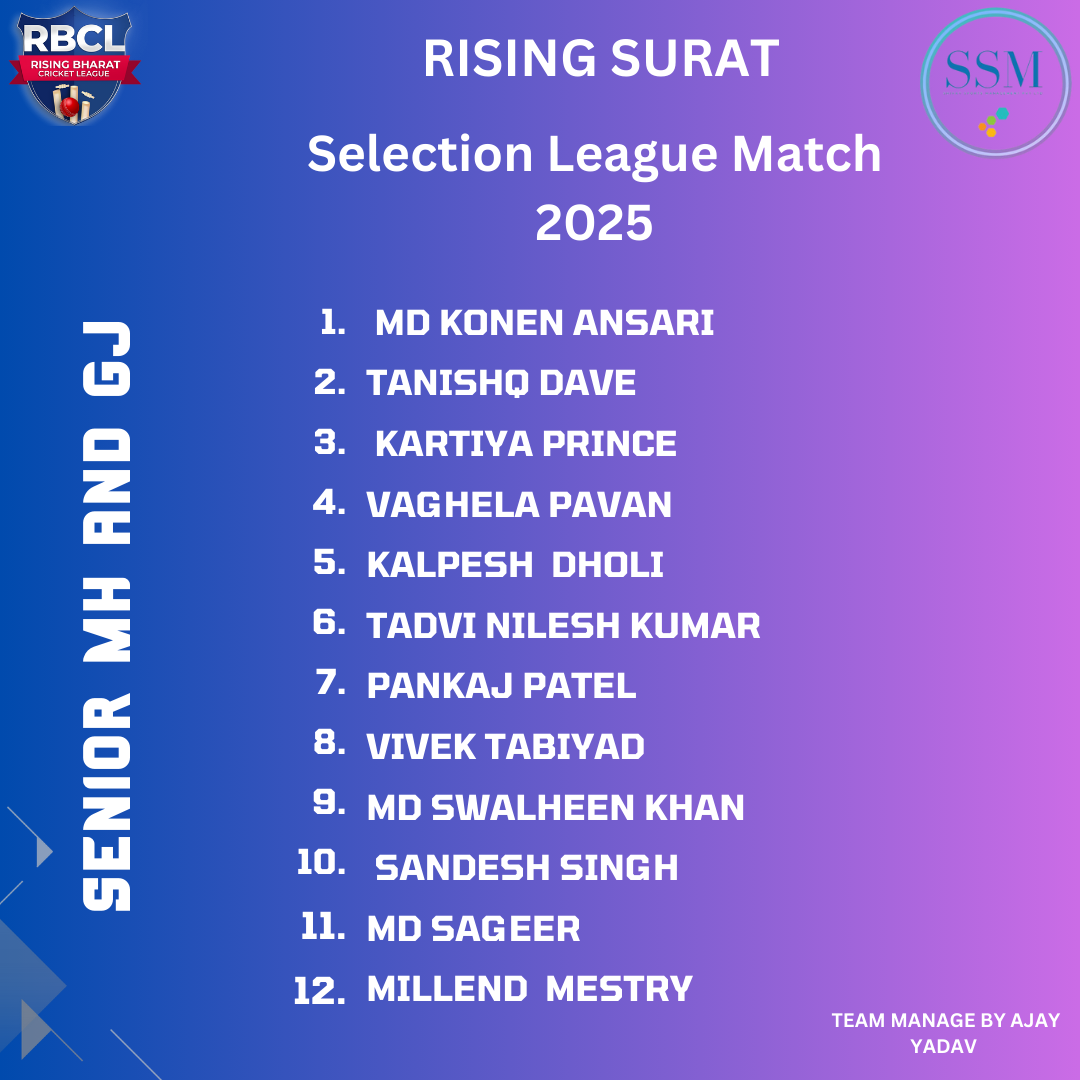 RBCL
RISING BHARAT
CRICKET LEAGUE
RISING SURAT
SSM
Selection League Match
2025
SENIOR MH AND GJ
1. MD KONEN ANSARI
2. TANISHQ DAVE
3. KARTIYA PRINCE
4. VAGHELA PAVAN
5. KALPESH DHOLI
6. TADVI NILESH KUMAR
7. PANKAJ PATEL
8. VIVEK TABIYAD
9. MD SWALHEEN KHAN
10. SANDESH SINGH
11. MD SAGEER
12. MILLEND MESTRY
TEAM MANAGE BY AJAY
YADAV